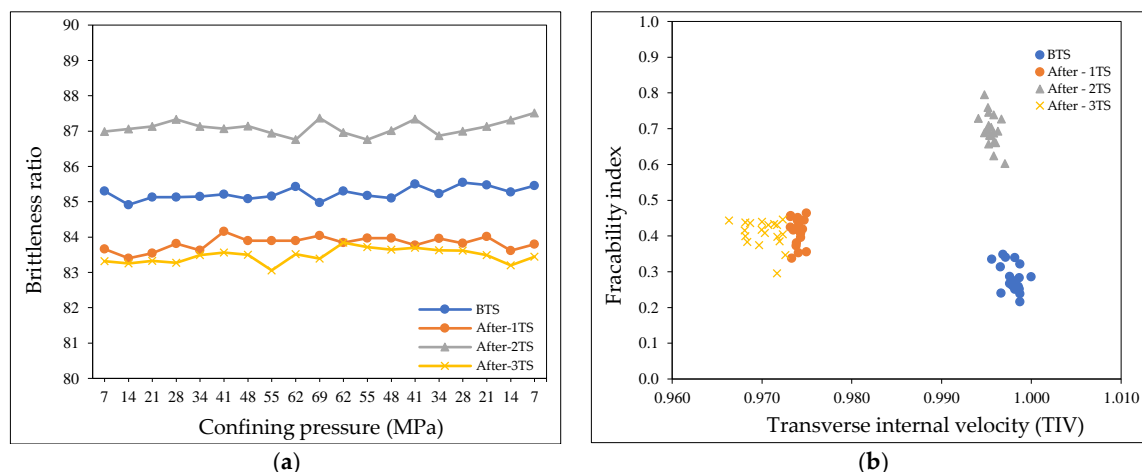 90
89
88
87
86
85
84
83
82
81
80
Brittleness ratio
BTS
After-1TS
After-2TS
After-3TS
7 14 21 28 34 41 48 55 62 69 62 55 48 41 34 28 21 14 7
Confining pressure (MPa)
(a)
1.0
0.9
0.8
0.7
0.6
0.5
0.4
0.3
0.2
0.1
0.0
Fracability index
BTS
After - 1TS
After - 2TS
After - 3TS
0.960 0.970 0.980 0.990 1.000 1.010
Transverse internal velocity (TIV)
(b)